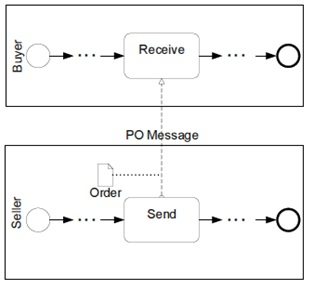 Buyer
Receive
PO Message
Order
Seller
Send